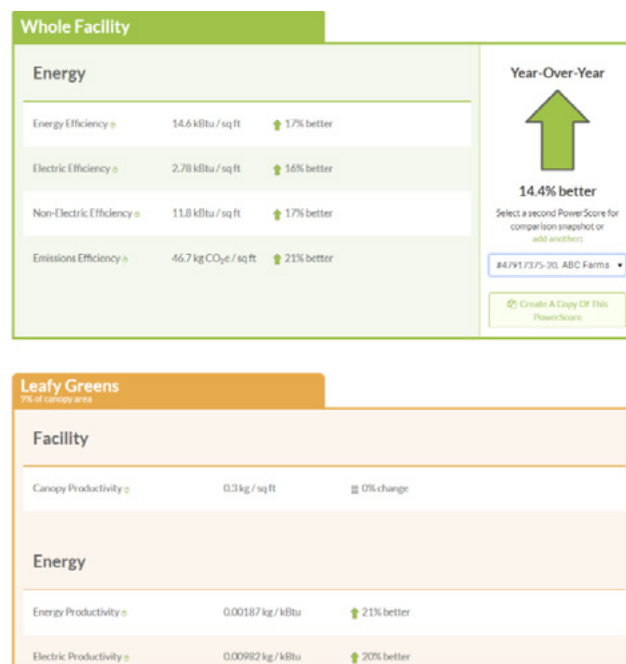 Whole Facility
Energy
Energy Efficiency 14.6 kBtu / sq ft 17% better
Electric Efficiency 2.78 kBtu / sq ft 16% better
Non-Electric Efficiency 11.8 kBtu / sq ft 17% better
Emissions Efficiency 46.7 kg CO₂e / sq ft 21% better
Year-Over-Year
14.4% better
Select a second PowerScore for
comparison snapshot or
add another:
#47917375-20, ABC Farms
Create A Copy Of This
PowerScore
Leafy Greens
9% of canopy area
Facility
Canopy Productivity 0.3 kg / sq ft 0% change
Energy
Energy Productivity 0.00187 kg / kBtu 21% better
Electric Productivity 0.00982 kg / kBtu 20% better